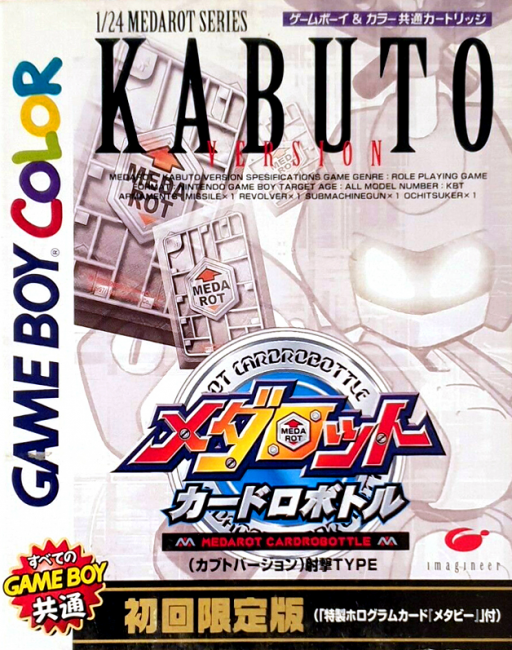 1/24 MEDAROT SERIES
ゲームボーイ & カラー共通カートリッジ
KABUTO
VERSION
MEDAROT KABUTO VERSION SPESIFICATIONS GAME GENRE : ROLE PLAYING GAME
FORMAT : NINTENDO GAME BOY TARGET AGE : ALL MODEL NUMBER : KBT
ARMAMENTS : MISSILE×1 REVOLVER×1 SUBMACHINEGUN×1 OCHITSUKER×1
GAME BOY® COLOR
MEDA
ROT
MEDA
ROT
CARDROBOTTLE
メダロット
MEDA
ROT
カードロボトル
MEDAROT CARDROBOTTLE
(カブトバージョン)射撃TYPE
imagineer
すべての
GAME BOY
共通
初回限定版 (「特製ホログラムカード『メタビー』」付)